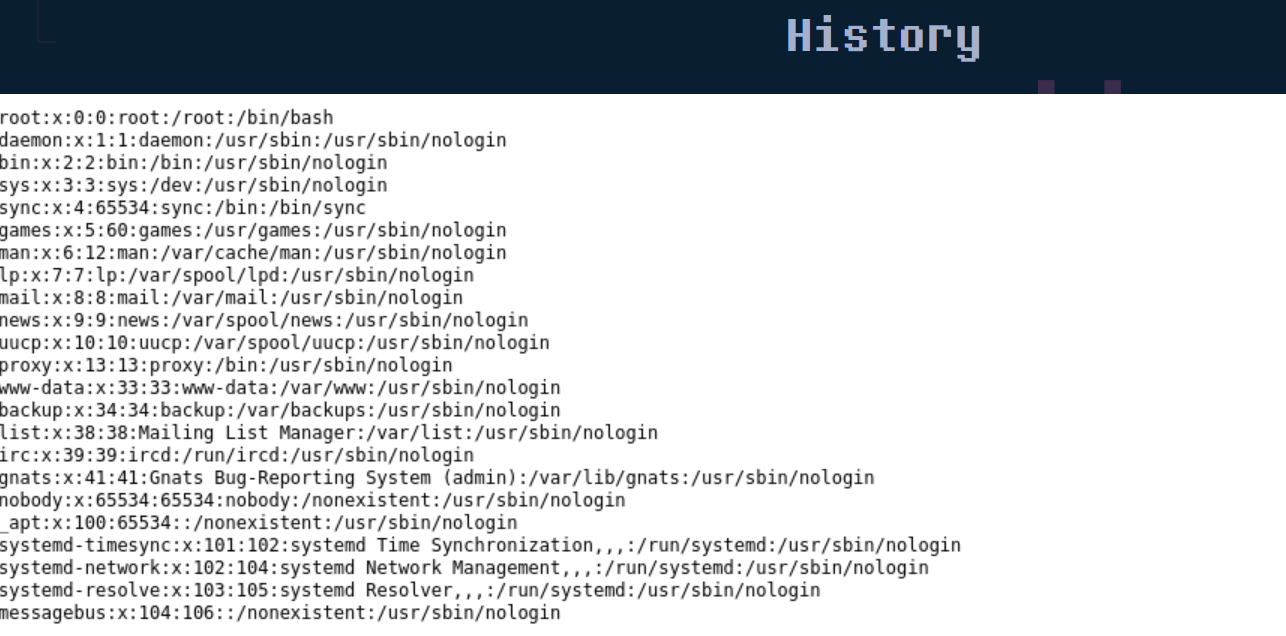 History
root:x:0:0:root:/root:/bin/bash
daemon:x:1:1:daemon:/usr/sbin:/usr/sbin/nologin
bin:x:2:2:bin:/bin:/usr/sbin/nologin
sys:x:3:3:sys:/dev:/usr/sbin/nologin
sync:x:4:65534:sync:/bin:/bin/sync
games:x:5:60:games:/usr/games:/usr/sbin/nologin
man:x:6:12:man:/var/cache/man:/usr/sbin/nologin
lp:x:7:7:lp:/var/spool/lpd:/usr/sbin/nologin
mail:x:8:8:mail:/var/mail:/usr/sbin/nologin
news:x:9:9:news:/var/spool/news:/usr/sbin/nologin
uucp:x:10:10:uucp:/var/spool/uucp:/usr/sbin/nologin
proxy:x:13:13:proxy:/bin:/usr/sbin/nologin
www-data:x:33:33:www-data:/var/www:/usr/sbin/nologin
backup:x:34:34:backup:/var/backups:/usr/sbin/nologin
list:x:38:38:Mailing List Manager:/var/list:/usr/sbin/nologin
irc:x:39:39:ircd:/run/ircd:/usr/sbin/nologin
gnats:x:41:41:Gnats Bug-Reporting System (admin):/var/lib/gnats:/usr/sbin/nologin
nobody:x:65534:65534:nobody:/nonexistent:/usr/sbin/nologin
_apt:x:100:65534::/nonexistent:/usr/sbin/nologin
systemd-timesync:x:101:102:systemd Time Synchronization,,,:/run/systemd:/usr/sbin/nologin
systemd-network:x:102:104:systemd Network Management,,,:/run/systemd:/usr/sbin/nologin
systemd-resolve:x:103:105:systemd Resolver,,,:/run/systemd:/usr/sbin/nologin
messagebus:x:104:106::/nonexistent:/usr/sbin/nologin